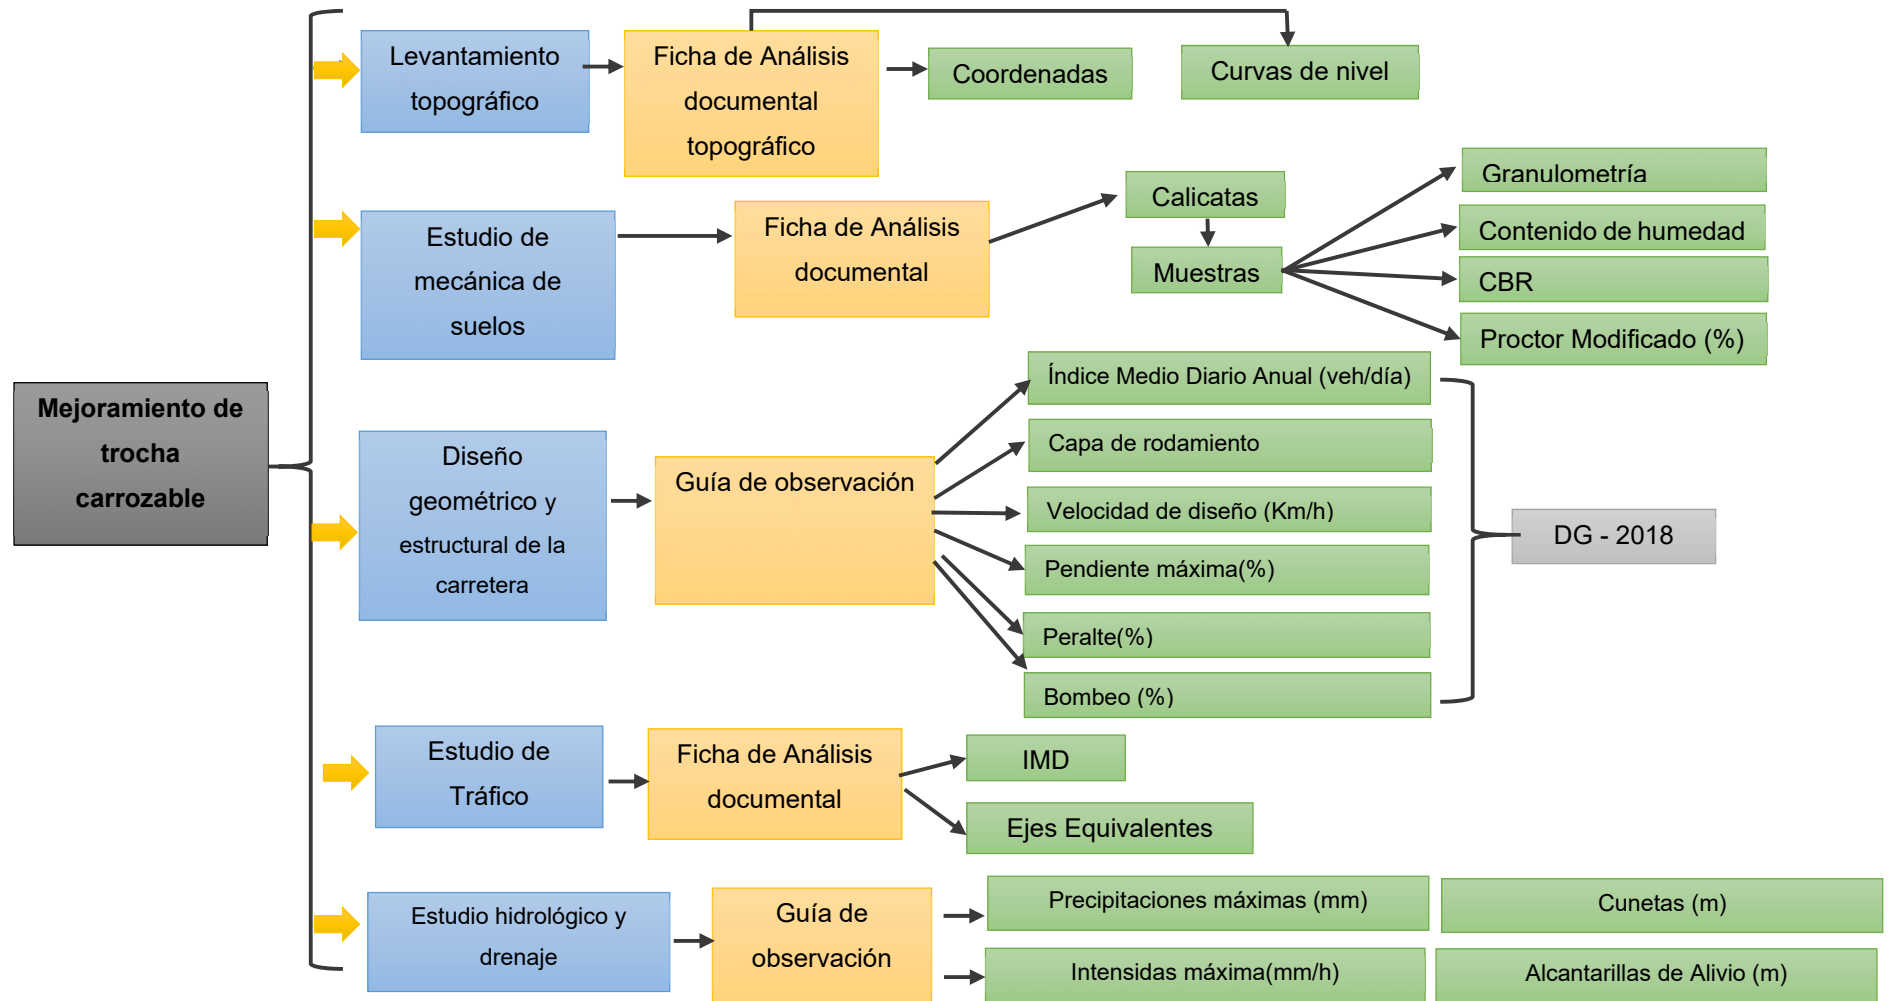 Mejoramiento de
trocha
carrozable
Levantamiento
topográfico
Ficha de Análisis
documental
topográfico
Coordenadas
Curvas de nivel
Estudio de
mecánica de
suelos
Ficha de Análisis
documental
Calicatas
Muestras
Granulometría
Contenido de humedad
CBR
Proctor Modificado (%)
Diseño
geométrico y
estructural de la
carretera
Guía de observación
Índice Medio Diario Anual (veh/día)
Capa de rodamiento
Velocidad de diseño (Km/h)
Pendiente máxima(%)
Peralte(%)
Bombeo (%)
DG - 2018
Estudio de
Tráfico
Ficha de Análisis
documental
IMD
Ejes Equivalentes
Estudio hidrológico y
drenaje
Guía de
observación
Precipitaciones máximas (mm)
Cunetas (m)
Intensidas máxima(mm/h)
Alcantarillas de Alivio (m)